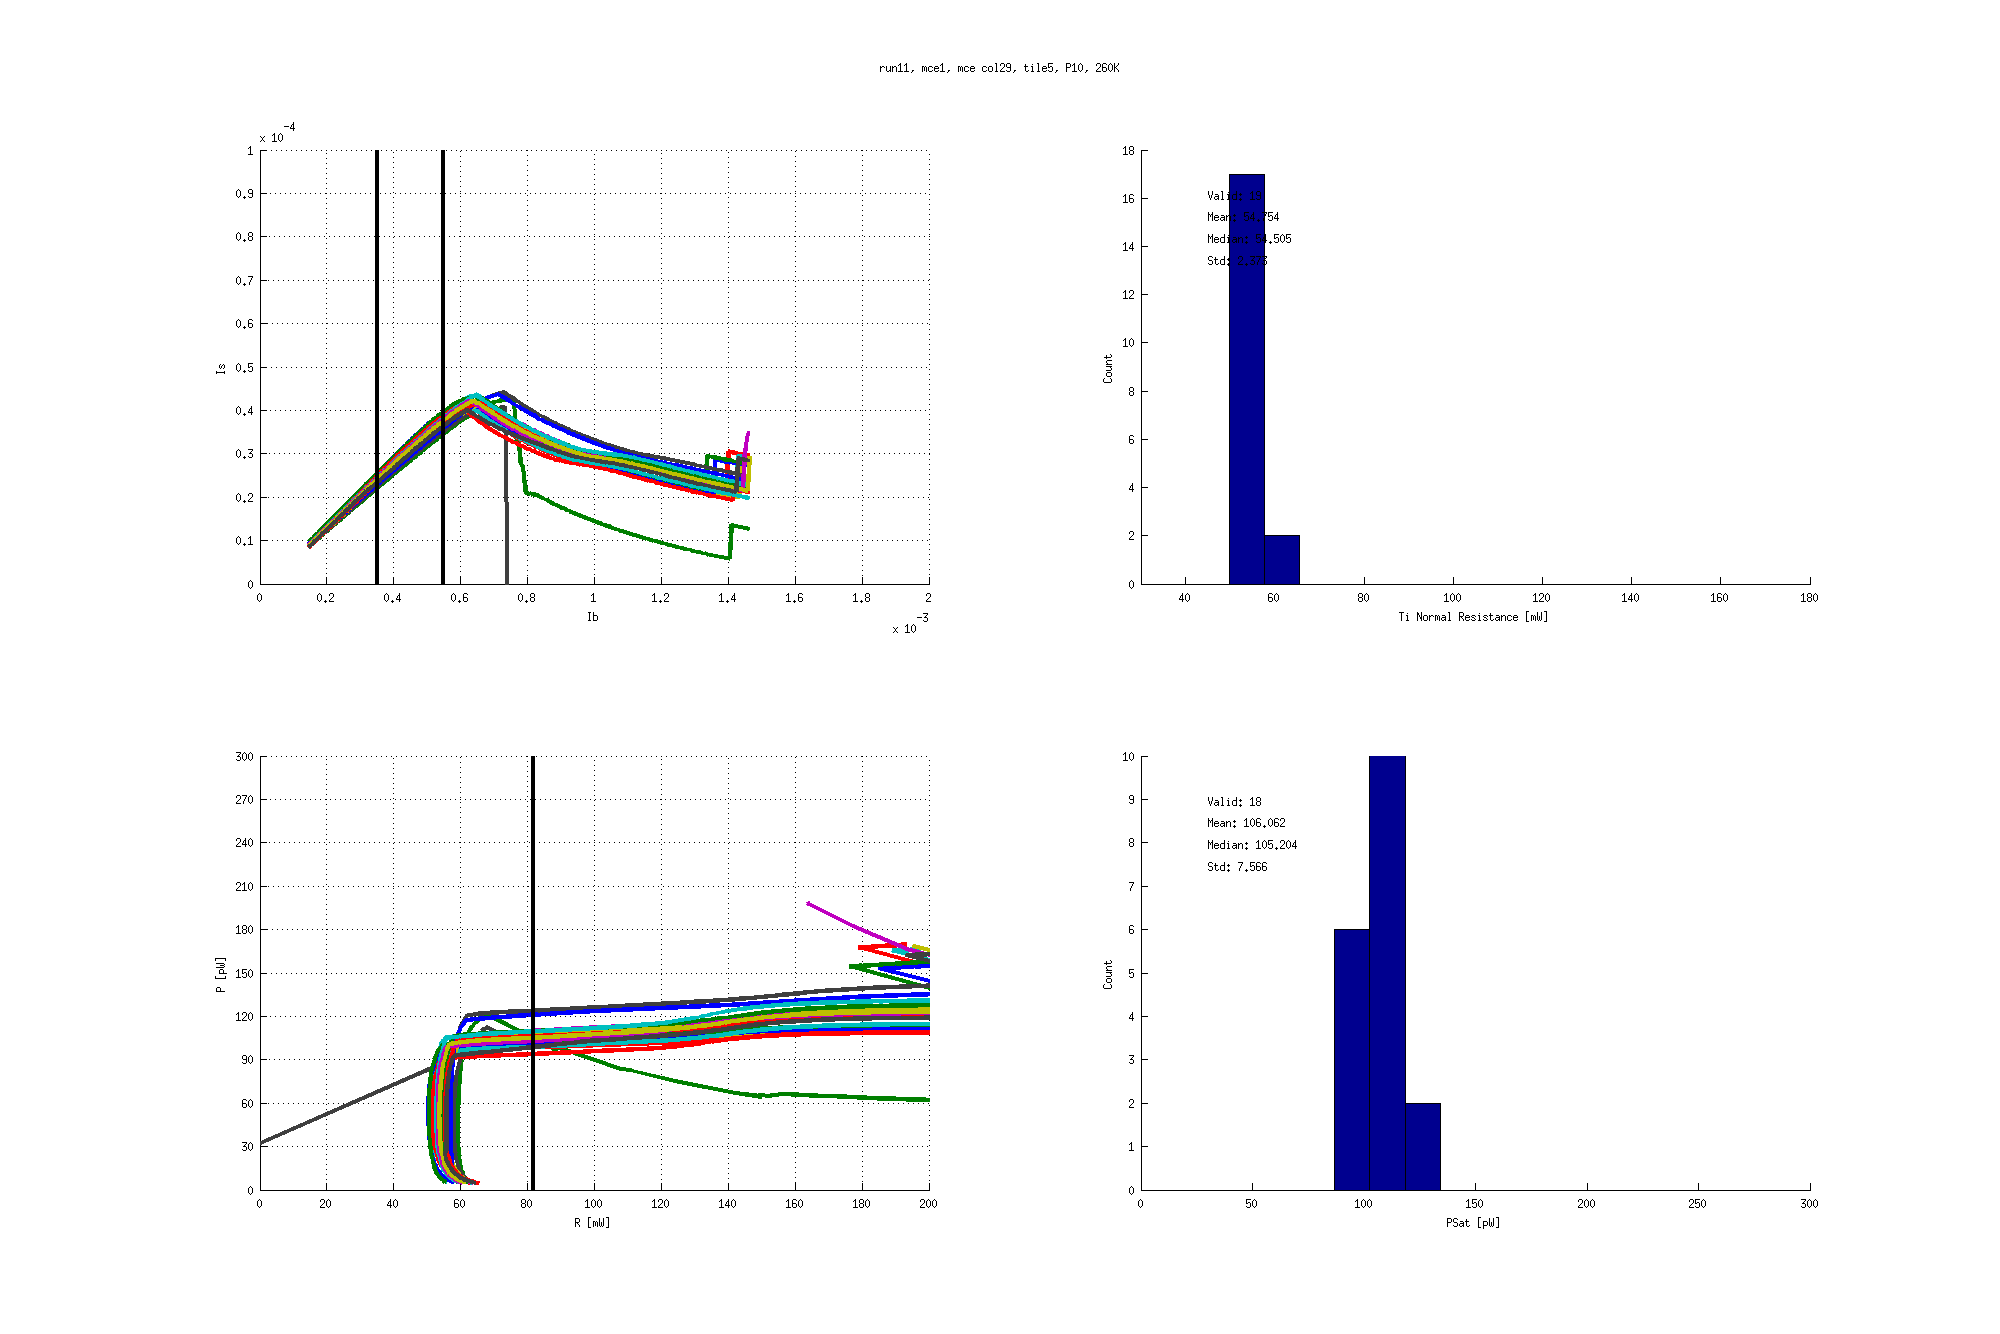 run11, mce1, mce col29, tile5, P10, 260K
x 10^-4
1
0.9
0.8
0.7
0.6
0.5
0.4
0.3
0.2
0.1
0
Is
0 0.2 0.4 0.6 0.8 1 1.2 1.4 1.6 1.8 2
Ib
x 10^-3
18
16
14
12
10
8
6
4
2
0
Count
Valid:
Mean: 54.754
Median: 54.505
Std:
40 60 80 100 120 140 160 180
Ti Normal Resistance [mW]
300
270
240
210
180
150
120
90
60
30
0
P [pW]
0 20 40 60 80 100 120 140 160 180 200
R [mW]
10
9
8
7
6
5
4
3
2
1
0
Count
Valid: 18
Mean: 106.062
Median: 105.204
Std: 7.566
0 50 100 150 200 250 300
PSat [pW]